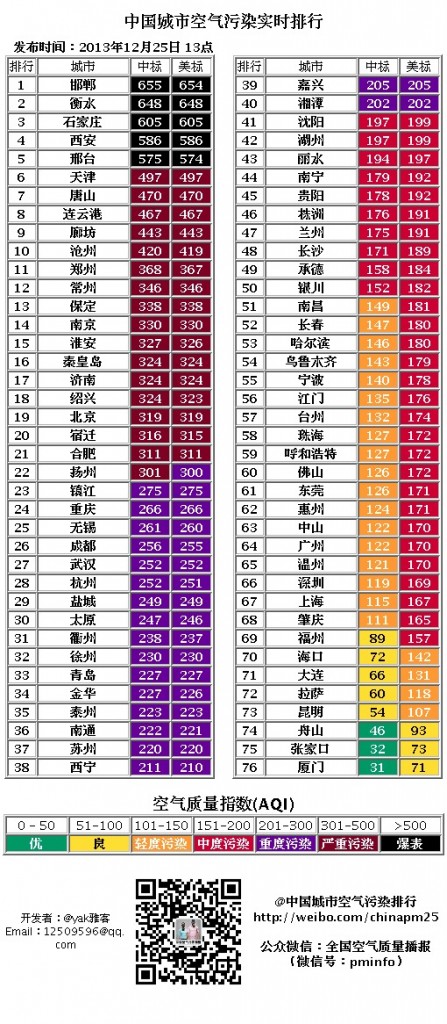 中国城市空气污染实时排行
发布时间：2013年12月25日 13点
排行 城市 中标 美标
1 邯郸 655 654
2 衡水 648 648
3 石家庄 605 605
4 西安 586 586
5 邢台 575 574
6 天津 497 497
7 唐山 470 470
8 连云港 467 467
9 廊坊 443 443
10 沧州 420 419
11 郑州 368 367
12 常州 346 346
13 保定 338 338
14 南京 330 330
15 淮安 327 326
16 秦皇岛 324 324
17 济南 324 324
18 绍兴 324 323
19 北京 319 319
20 宿迁 316 315
21 合肥 311 311
22 扬州 301 300
23 镇江 275 275
24 重庆 266 266
25 无锡 261 260
26 成都 256 255
27 武汉 252 252
28 杭州 252 251
29 盐城 249 249
30 太原 247 246
31 衢州 238 237
32 徐州 230 230
33 青岛 227 227
34 金华 227 226
35 泰州 223 223
36 南通 222 221
37 苏州 220 220
38 西宁 211 210
排行 城市 中标 美标
39 嘉兴 205 205
40 湘潭 202 202
41 沈阳 197 199
42 湖州 197 199
43 丽水 194 197
44 南宁 179 192
45 贵阳 178 192
46 株洲 176 191
47 兰州 175 191
48 长沙 171 189
49 承德 158 184
50 银川 152 182
51 南昌 149 181
52 长春 147 180
53 哈尔滨 146 180
54 乌鲁木齐 143 179
55 宁波 140 178
56 江门 135 176
57 台州 132 174
58 珠海 127 172
59 呼和浩特 127 172
60 佛山 126 172
61 东莞 126 171
62 惠州 124 171
63 中山 122 170
64 广州 122 170
65 温州 121 170
66 深圳 119 169
67 上海 115 167
68 肇庆 111 165
69 福州 89 157
70 海口 72 142
71 大连 66 131
72 拉萨 60 118
73 昆明 54 107
74 舟山 46 93
75 张家口 32 73
76 厦门 31 71
空气质量指数(AQI)
0-50 51-100 101-150 151-200 201-300 301-500 >500
优 良 轻度污染 中度污染 重度污染 严重污染 爆表
开发者：@yak雅客
Email：12509596@qq.
com
@中国城市空气污染排行
http://weibo.com/chinapm25
公众微信：全国空气质量播报
（微信号：pminfo）